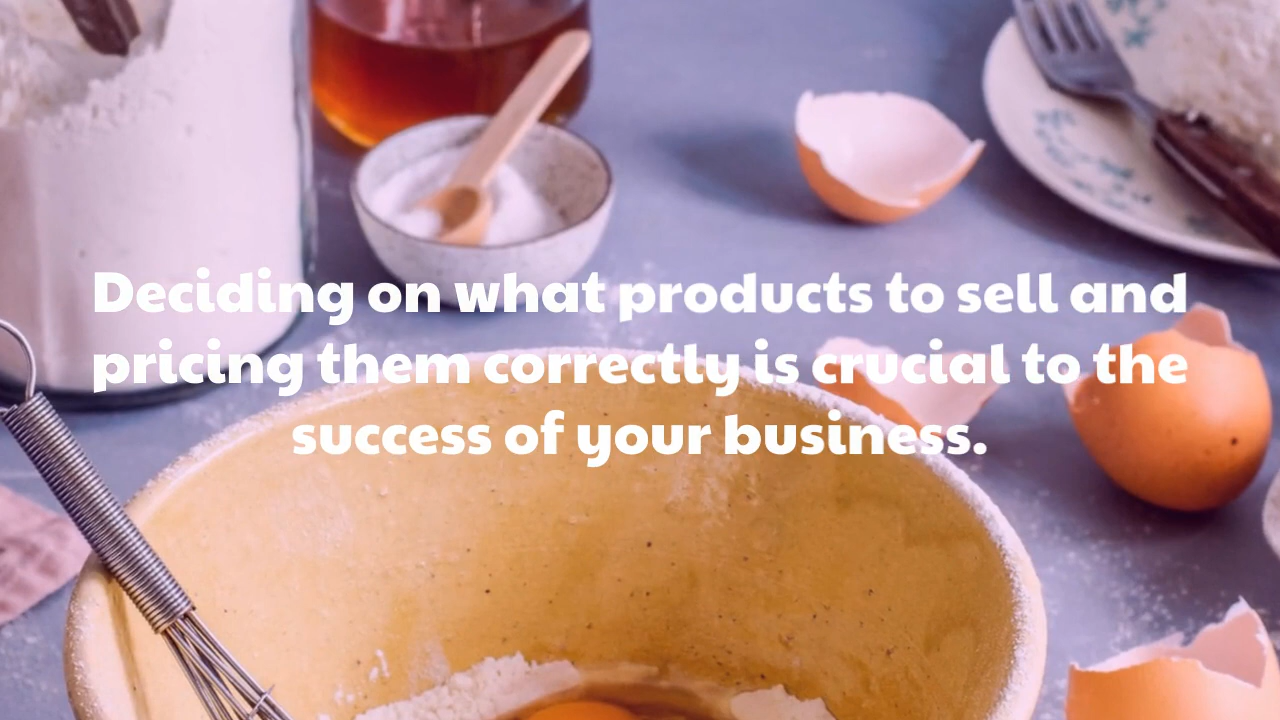 Deciding on what products to sell and
pricing them correctly is crucial to the
success of your business.